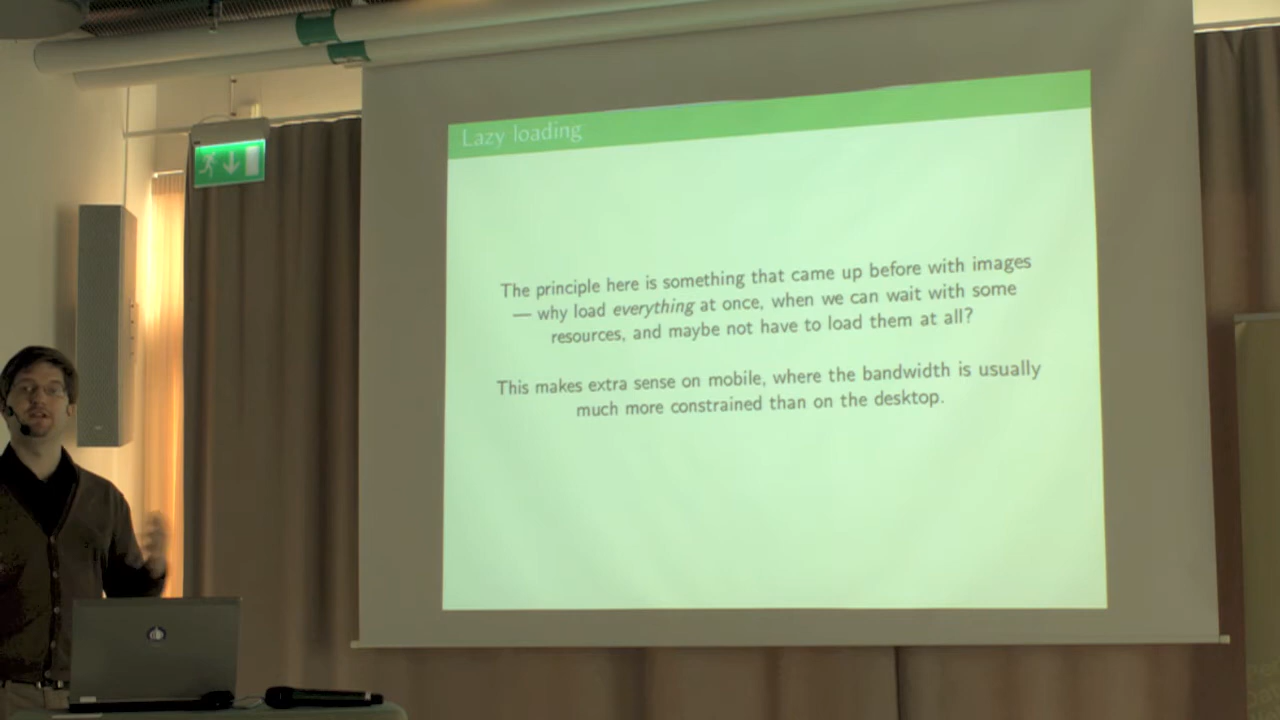 Lazy loading
The principle here is something that came up before with images
— why load everything at once, when we can wait with some
resources, and maybe not have to load them at all?
This makes extra sense on mobile, where the bandwidth is usually
much more constrained than on the desktop.